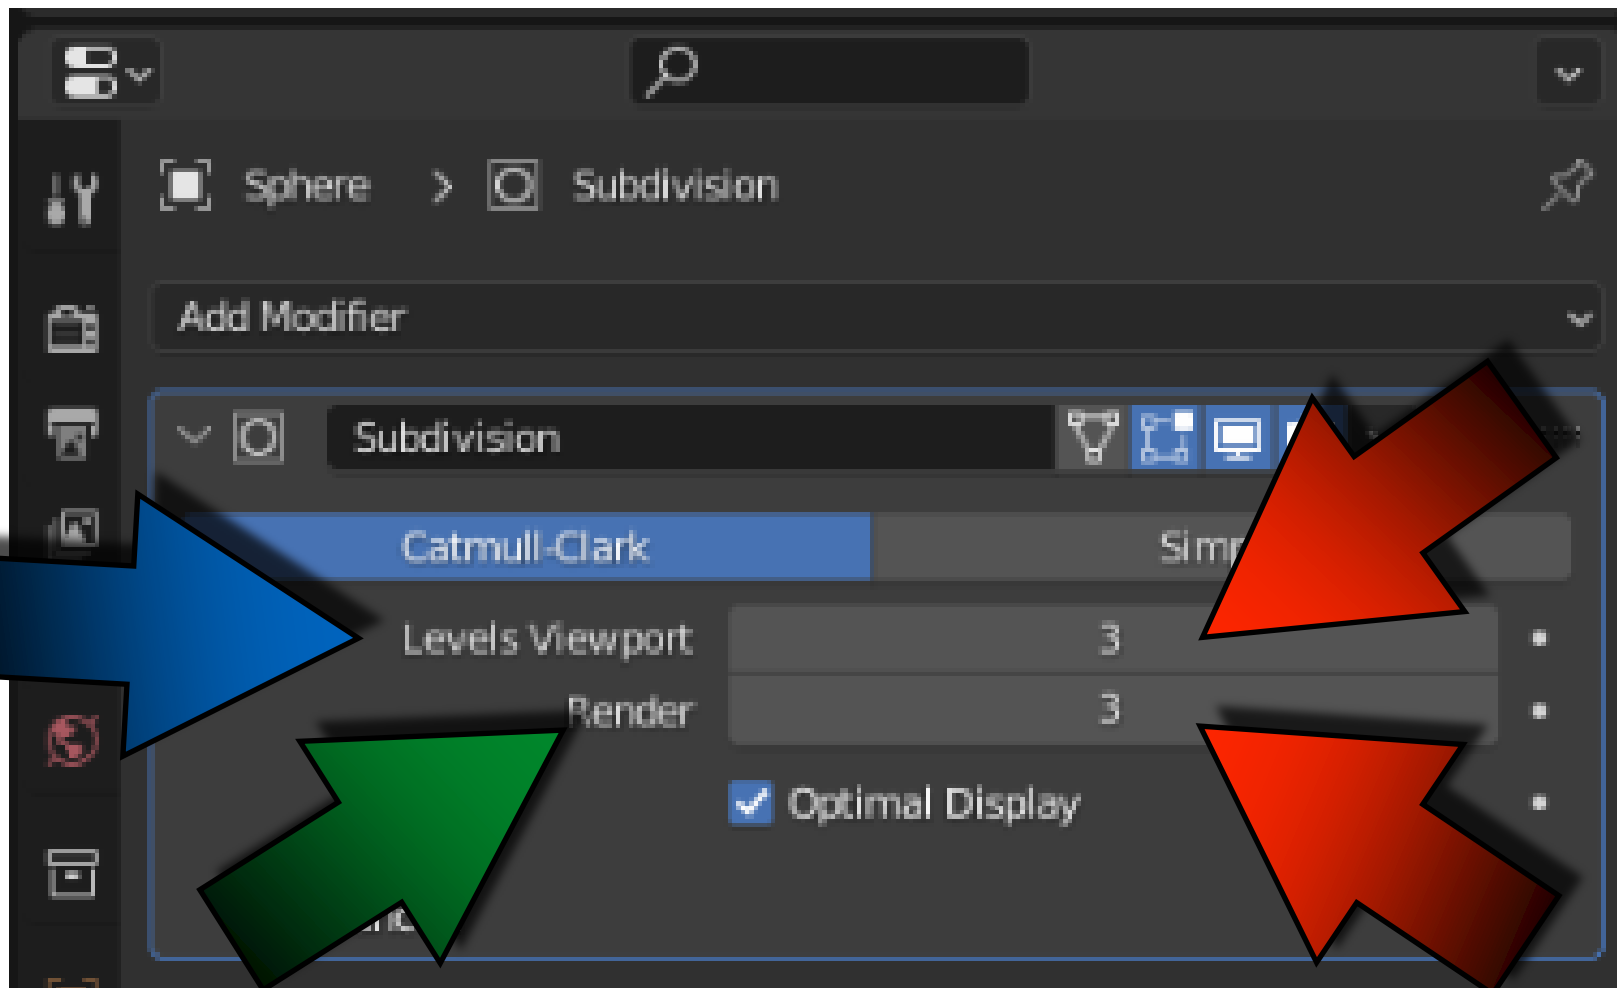 Sphere > Subdivision
Add Modifier
Subdivision
Catmull-Clark
Levels Viewport 3
Render 3
Optimal Display